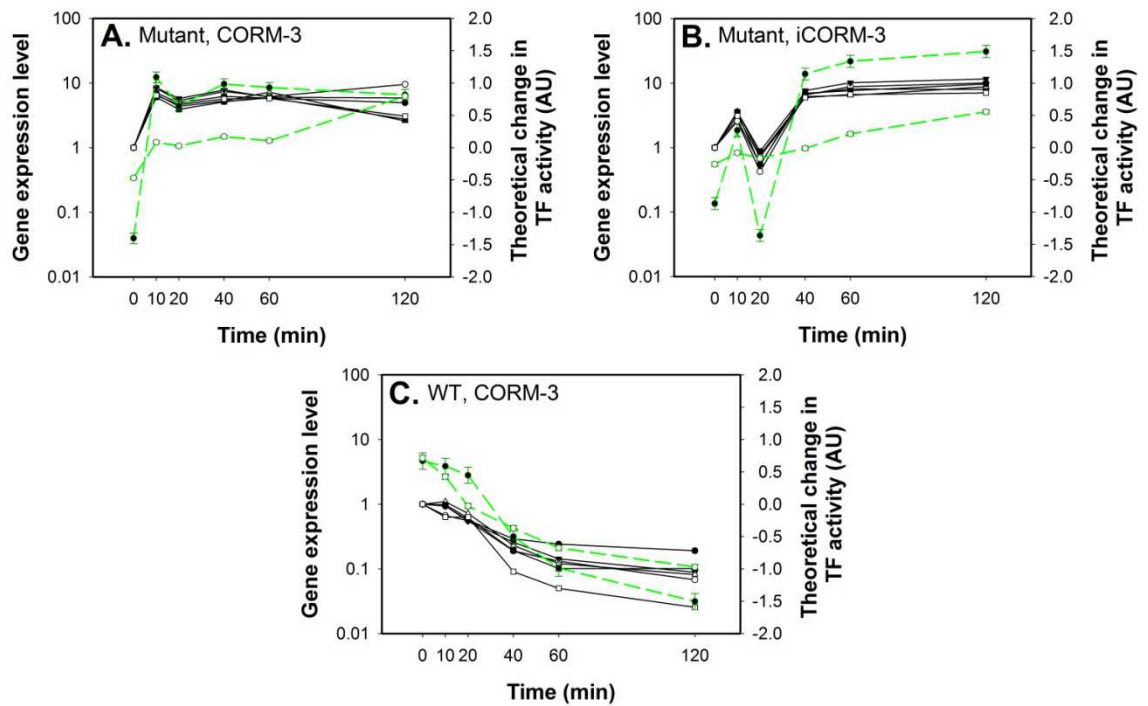 A. Mutant, CORM-3
Gene expression level
100
10
1
0.1
0.01
2.0
1.5
1.0
0.5
0.0
-0.5
-1.0
-1.5
-2.0
Theoretical change in
TF activity (AU)
0 10 20 40 60 120
Time (min)
B. Mutant, iCORM-3
Gene expression level
100
10
1
0.1
0.01
2.0
1.5
1.0
0.5
0.0
-0.5
-1.0
-1.5
-2.0
Theoretical change in
TF activity (AU)
0 10 20 40 60 120
Time (min)
C. WT, CORM-3
Gene expression level
100
10
1
0.1
0.01
2.0
1.5
1.0
0.5
0.0
-0.5
-1.0
-1.5
-2.0
Theoretical change in
TF activity (AU)
0 10 20 40 60 120
Time (min)